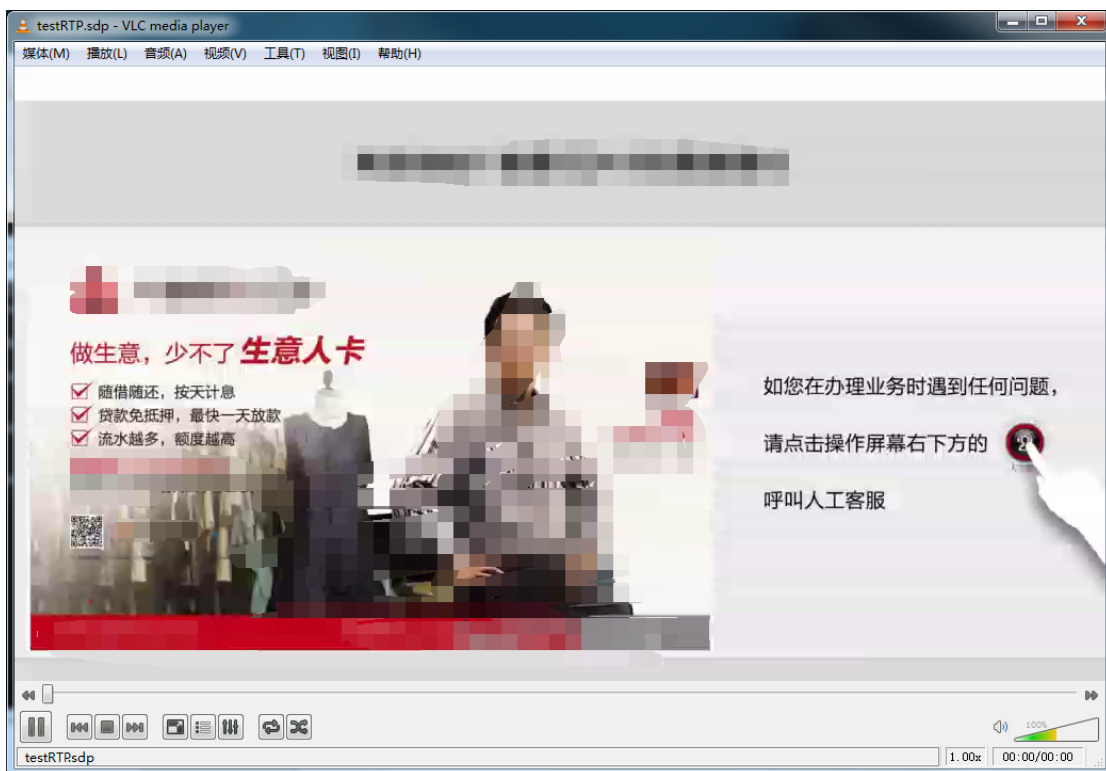 testRTP.sdp - VLC media player
媒体(M) 播放(L) 音频(A) 视频(V) 工具(T) 视图(I) 帮助(H)
做生意，少不了生意人卡
随借随还，按天计息
贷款免抵押，最快一天放款
流水越多，额度越高
如您在办理业务时遇到任何问题，
请点击操作屏幕右下方的
呼叫人工客服
100%
testRTP.sdp 1.00x 00:00/00:00